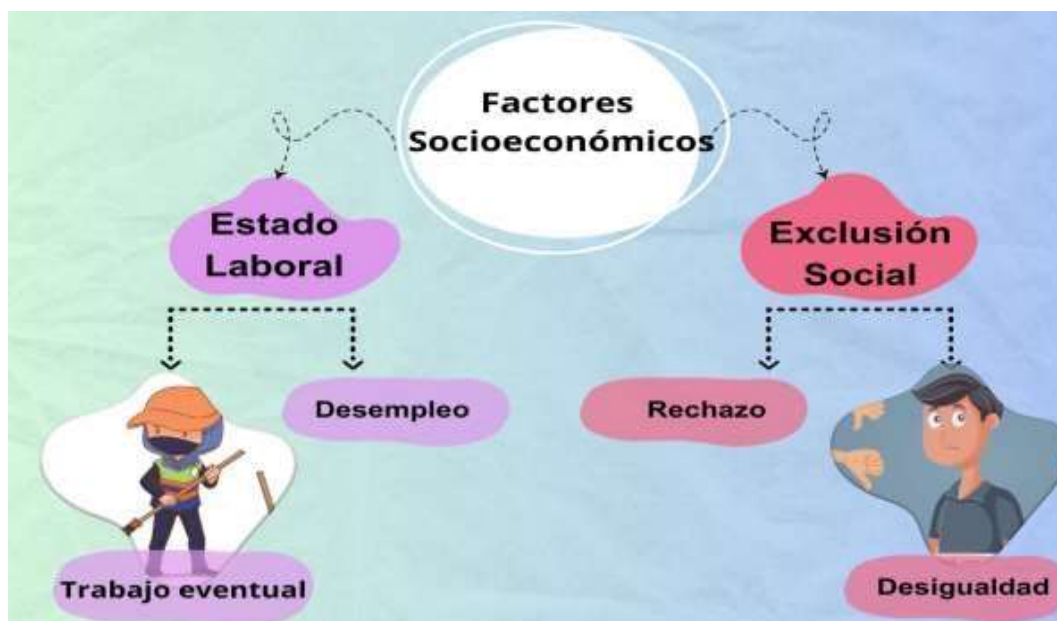 Factores
Socioeconómicos
Estado
Laboral
Exclusión
Social
Desempleo
Rechazo
Trabajo eventual
Desigualdad